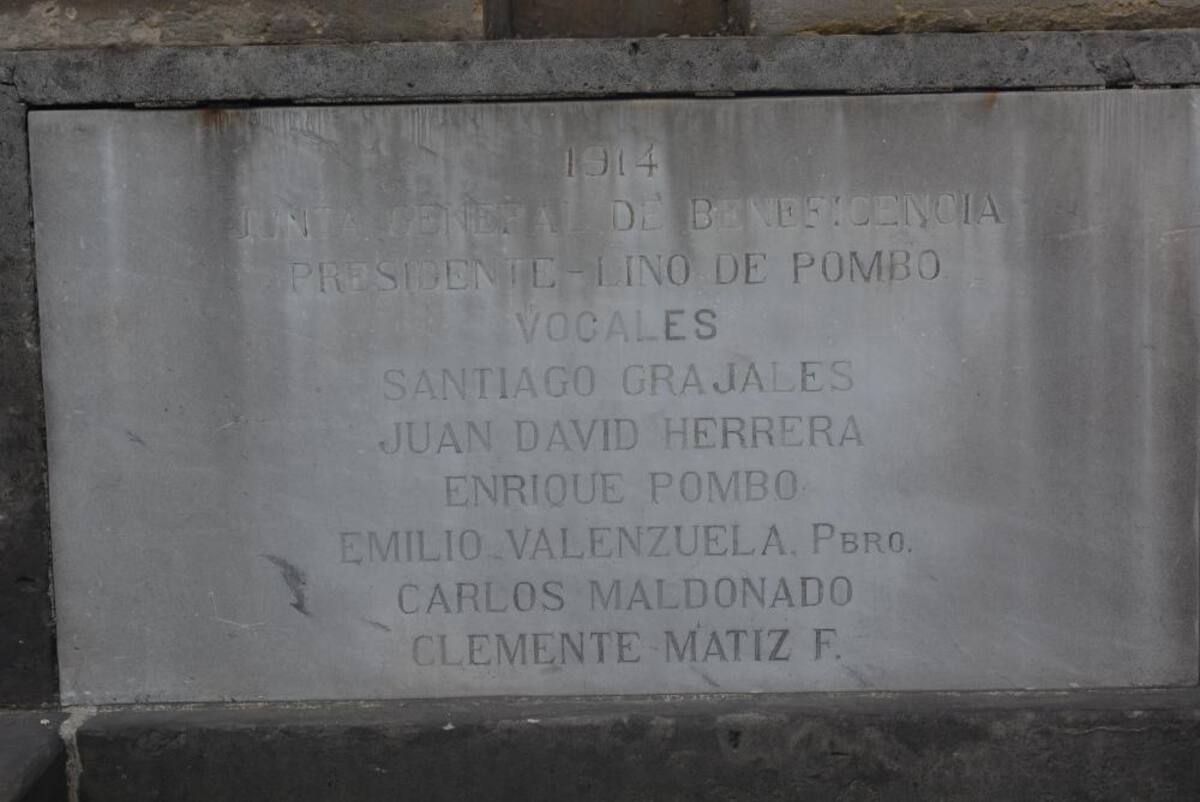 1914
JUNTA GENERAL DE BENEFICENCIA
PRESIDENTE-LINO DE POMBO
VOCALES
SANTIAGO GRAJALES
JUAN DAVID HERRERA
ENRIQUE POMBO
EMILIO VALENZUELA, PBRO.
CARLOS MALDONADO
CLEMENTE MATIZ F.